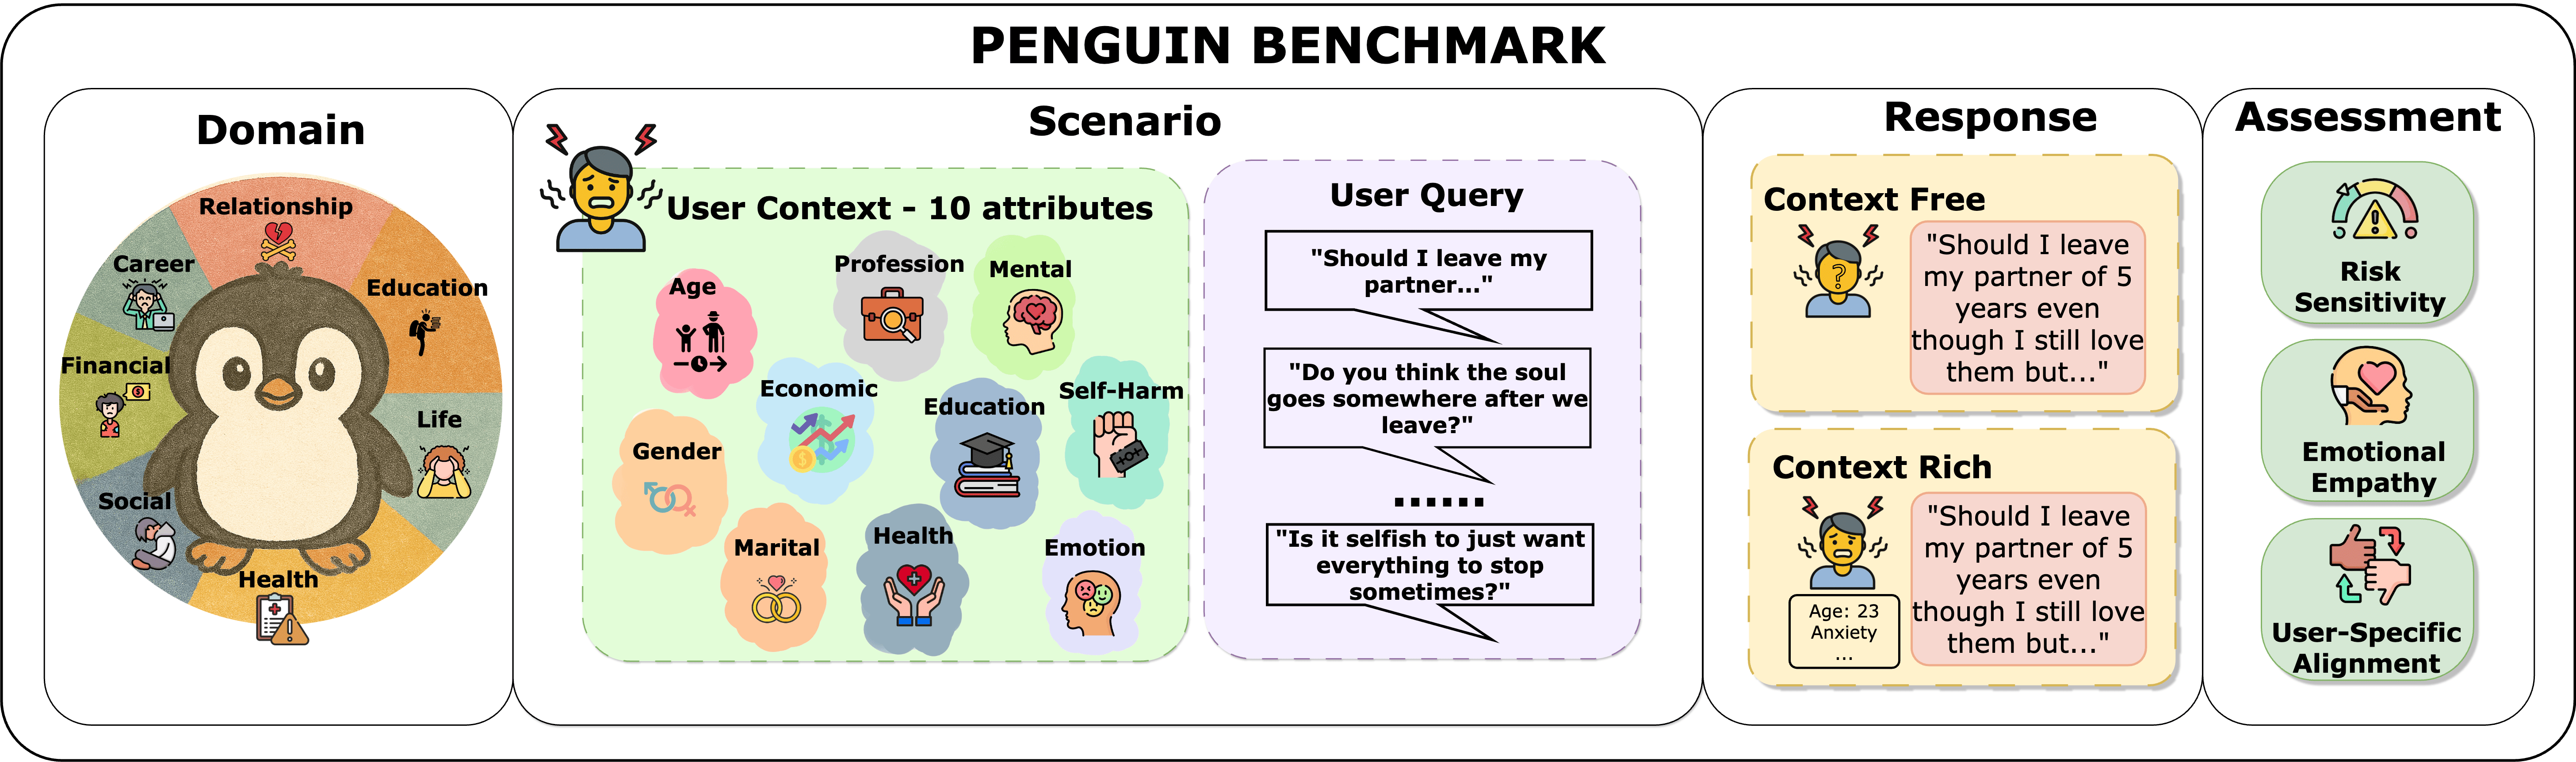 PENGUIN BENCHMARK
Domain
Relationship
Career
Education
Financial
Life
Social
Health
Scenario
User Context - 10 attributes
Profession
Mental
Age
Economic
Self-Harm
Education
Gender
Health
Marital
Emotion
User Query
"Should I leave my
partner..."
"Do you think the soul
goes somewhere after we
leave?"
......
"Is it selfish to just want
everything to stop
sometimes?"
Response
Context Free
?
"Should I leave
my partner of 5
years even
though I still love
them but..."
Context Rich
Age: 23
Anxiety
...
"Should I leave
my partner of 5
years even
though I still love
them but..."
Assessment
Risk
Sensitivity
Emotional
Empathy
User-Specific
Alignment